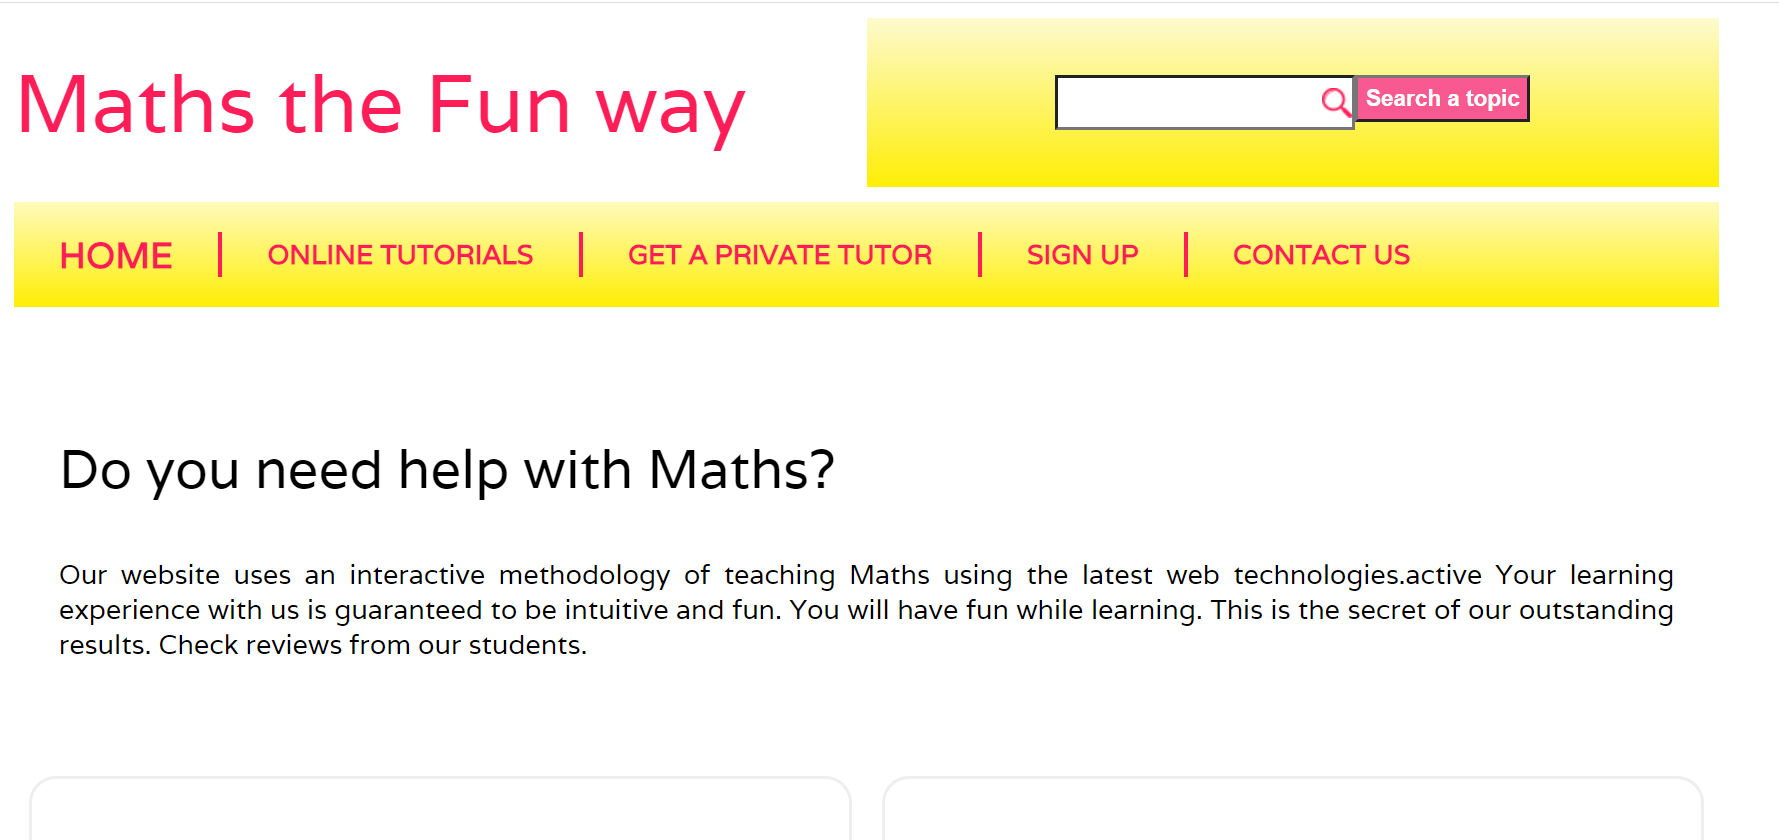 Maths the Fun way
Search a topic
HOME
ONLINE TUTORIALS
GET A PRIVATE TUTOR
SIGN UP
CONTACT US
Do you need help with Maths?
Our website uses an interactive methodology of teaching Maths using the latest web technologies.active Your learning
experience with us is guaranteed to be intuitive and fun. You will have fun while learning. This is the secret of our outstanding
results. Check reviews from our students.